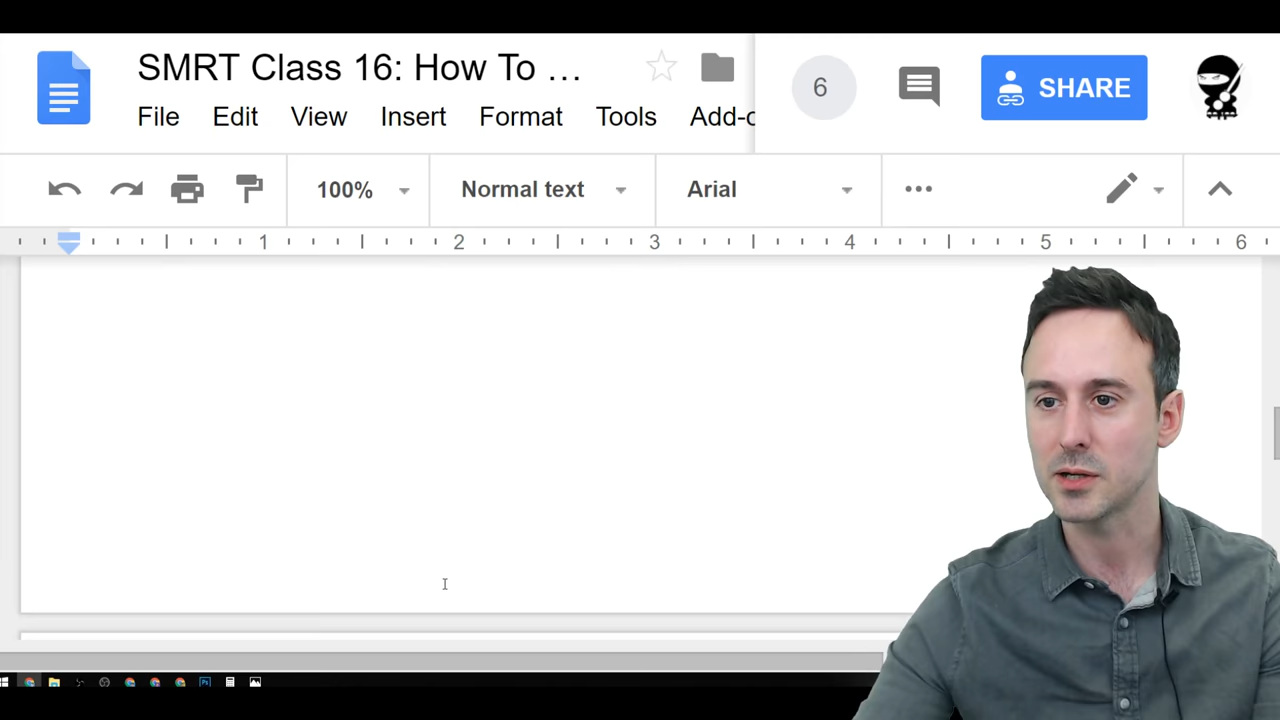 SMRT Class 16: How To ...
6
SHARE
File Edit View Insert Format Tools Add-o
100% Normal text Arial
1 2 3 4 5 6
Ps